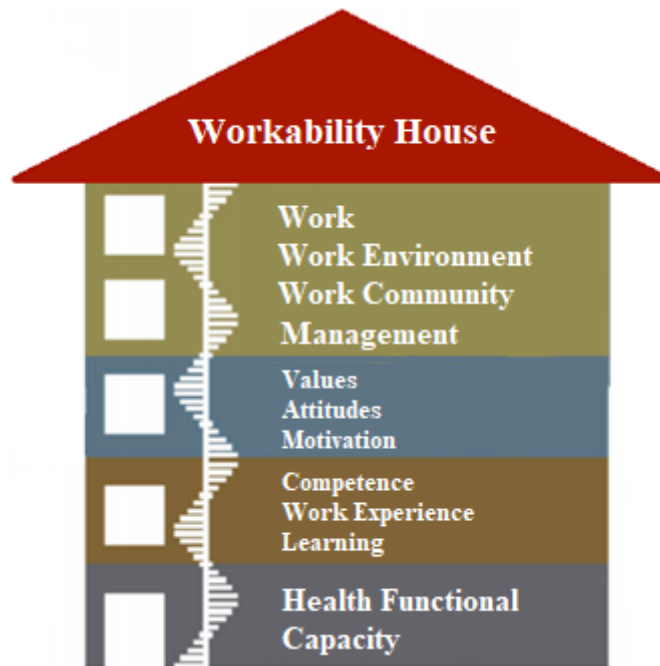 Workability House
Work
Work Environment
Work Community
Management
Values
Attitudes
Motivation
Competence
Work Experience
Learning
Health Functional
Capacity